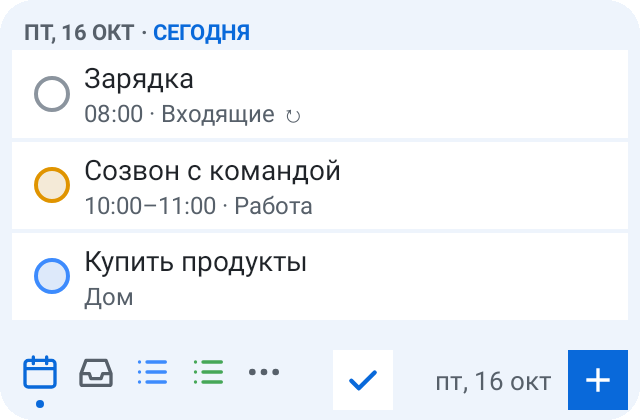 ПТ, 16 ОКТ · СЕГОДНЯ
Зарядка
08:00 · Входящие
Созвон с командой
10:00–11:00 · Работа
Купить продукты
Дом
пт, 16 окт